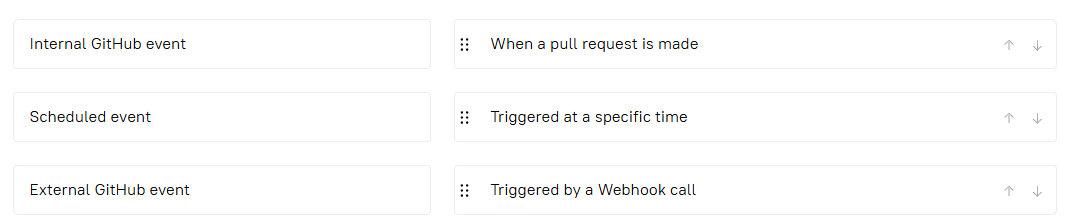 Internal GitHub event
When a pull request is made
Scheduled event
Triggered at a specific time
External GitHub event
Triggered by a Webhook call